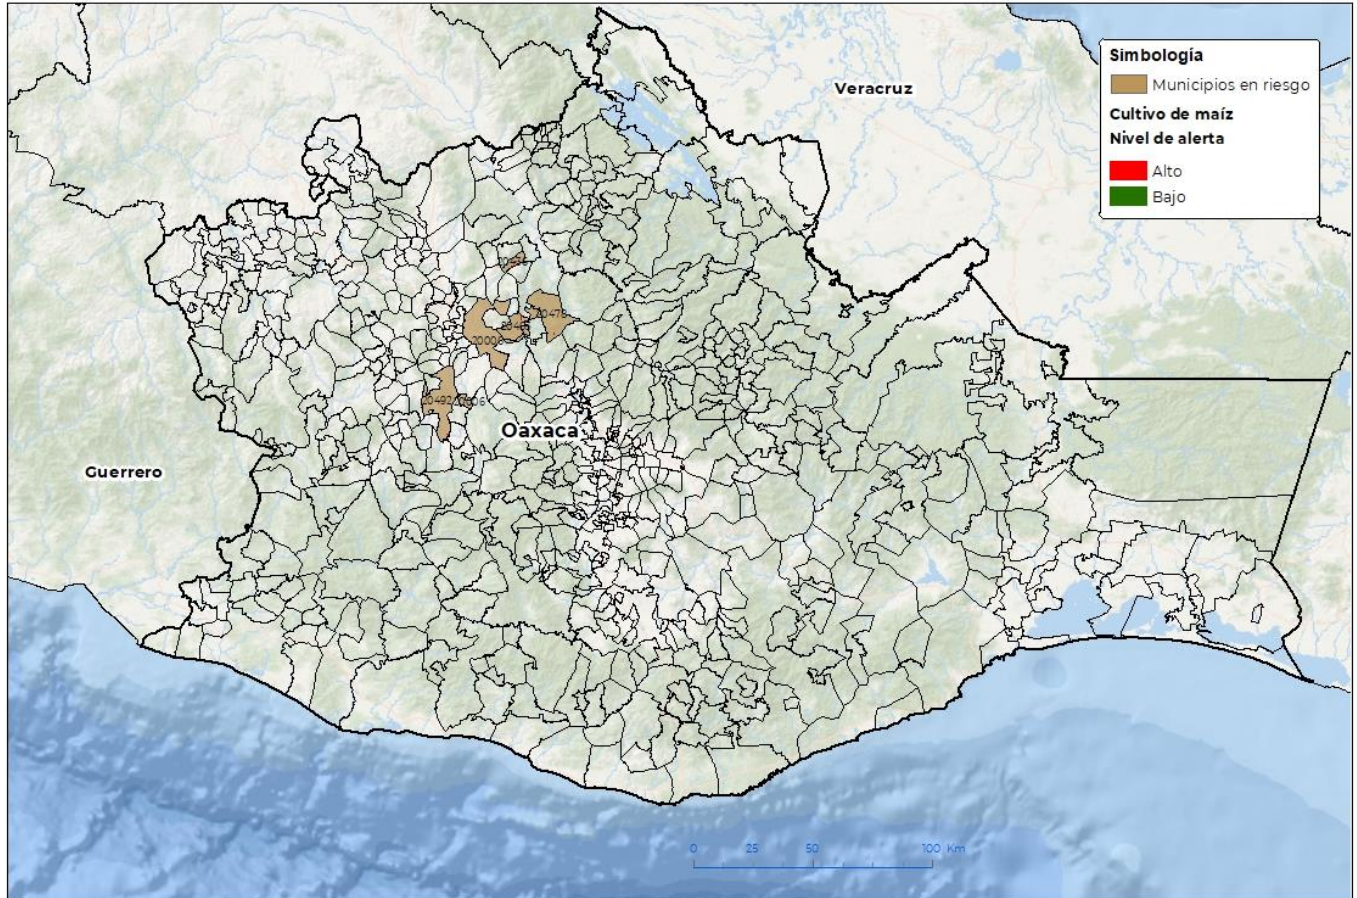 Simbología
Municipios en riesgo
Veracruz
Cultivo de maíz
Nivel de alerta
Alto
Bajo
20492
Oaxaca
Guerrero
0 25 50 100 Km